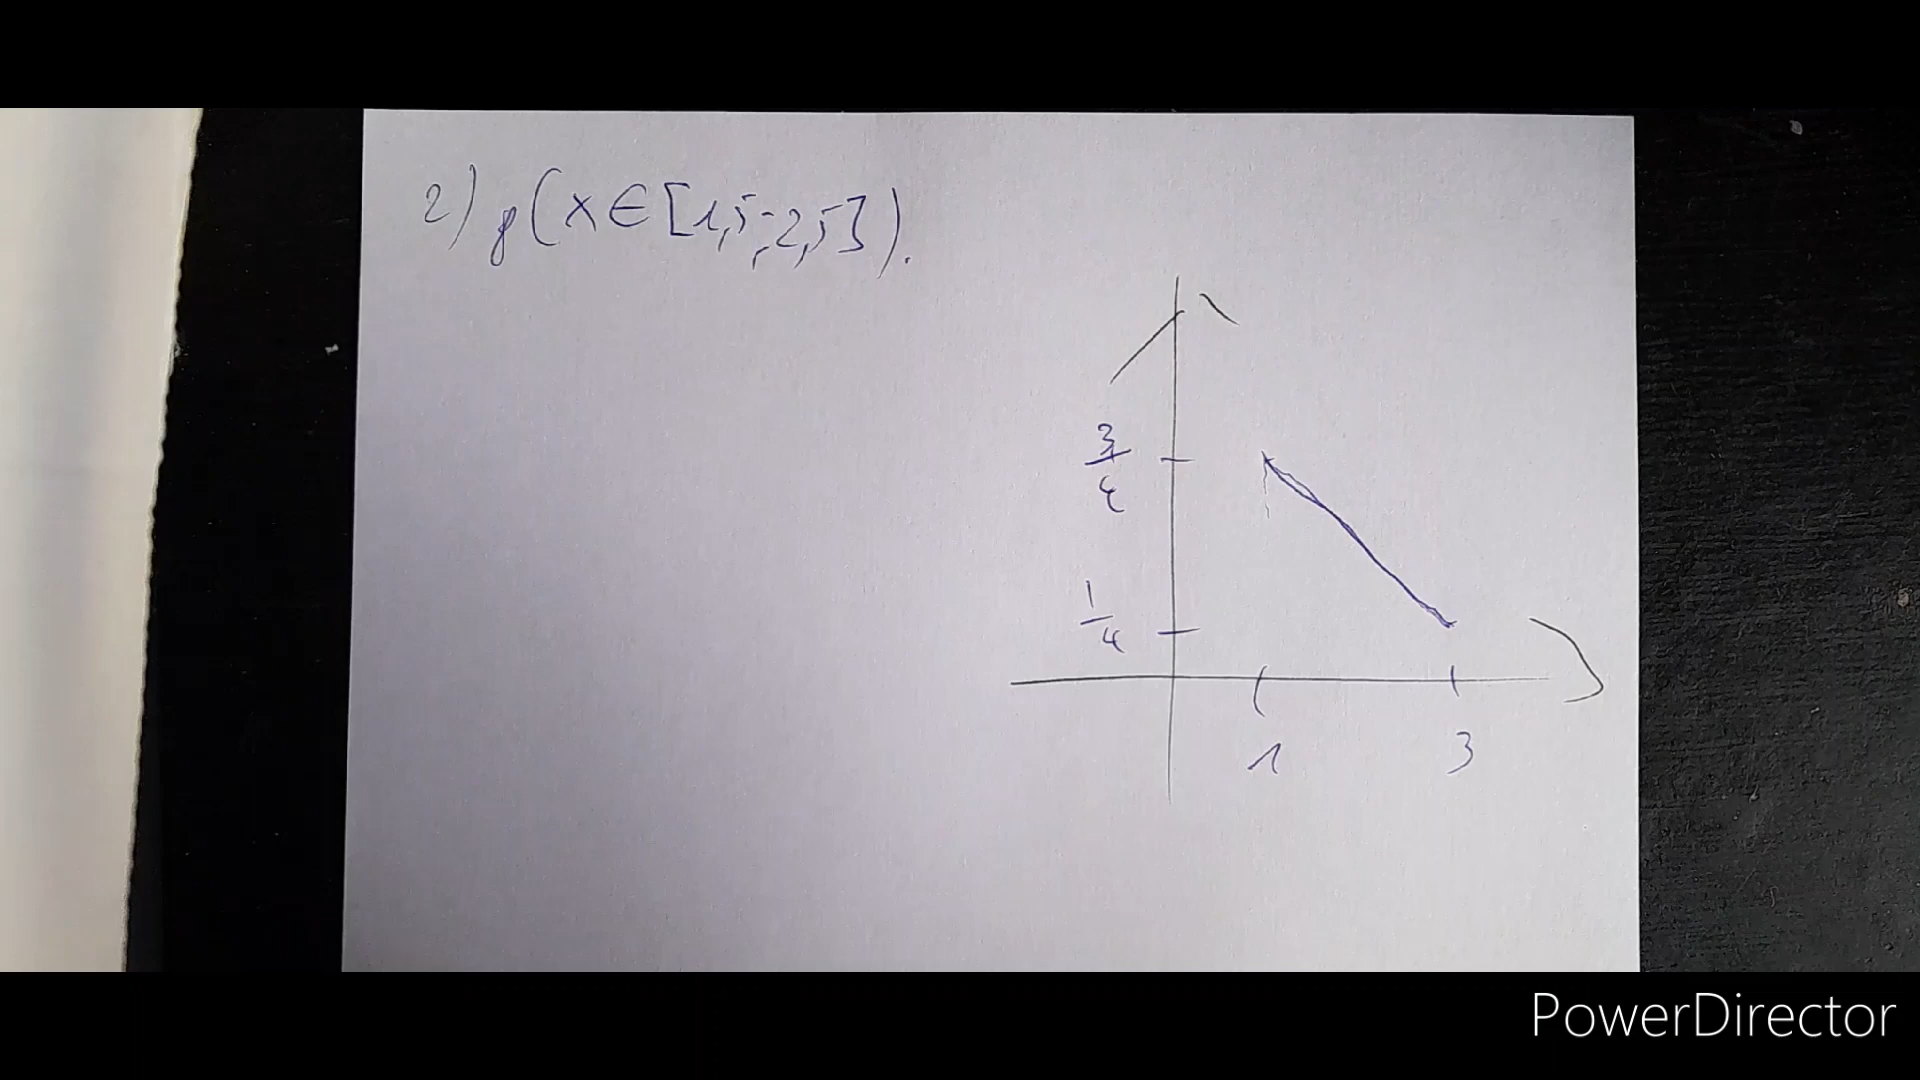 2) p(x∈[1,5;2,5]).
3/4
1/4
1 3
PowerDirector